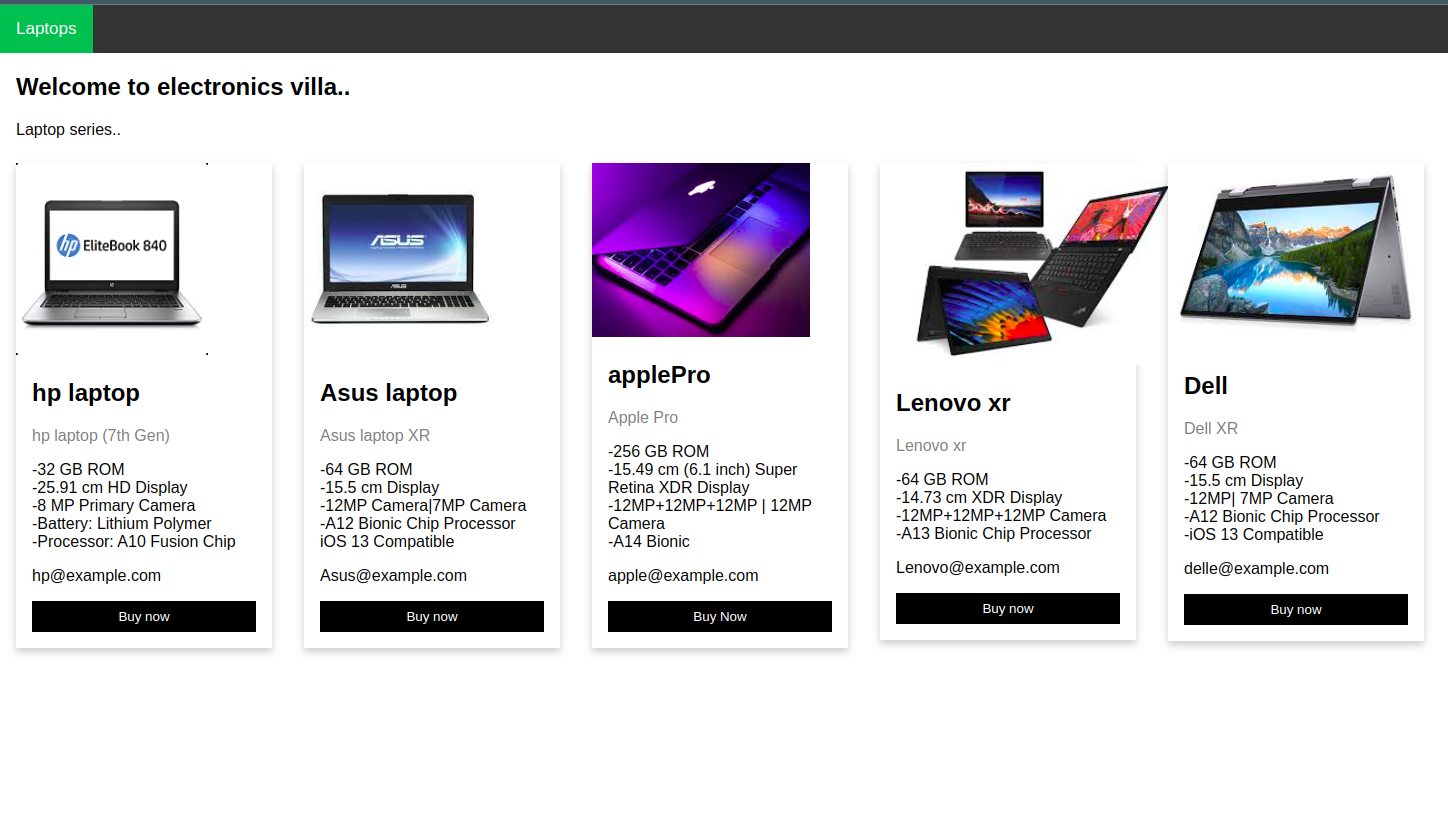 Laptops
Welcome to electronics villa..
Laptop series..
hp EliteBook 840
hp laptop
hp laptop (7th Gen)
-32 GB ROM
-25.91 cm HD Display
-8 MP Primary Camera
-Battery: Lithium Polymer
-Processor: A10 Fusion Chip
hp@example.com
Buy now
ASUS
ASUS
Asus laptop
Asus laptop XR
-64 GB ROM
-15.5 cm Display
-12MP Camera|7MP Camera
-A12 Bionic Chip Processor
iOS 13 Compatible
Asus@example.com
Buy now
applePro
Apple Pro
-256 GB ROM
-15.49 cm (6.1 inch) Super
Retina XDR Display
-12MP+12MP+12MP | 12MP
Camera
-A14 Bionic
apple@example.com
Buy Now
Lenovo xr
Lenovo xr
-64 GB ROM
-14.73 cm XDR Display
-12MP+12MP+12MP Camera
-A13 Bionic Chip Processor
Lenovo@example.com
Buy now
Dell
Dell XR
-64 GB ROM
-15.5 cm Display
-12MP| 7MP Camera
-A12 Bionic Chip Processor
-iOS 13 Compatible
delle@example.com
Buy now